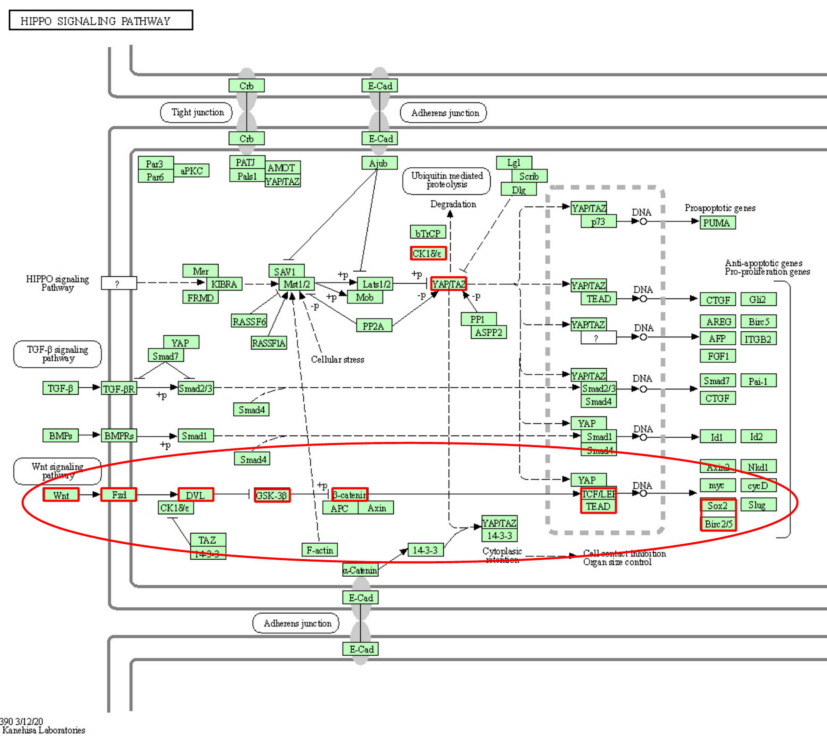 HIPPO SIGNALING PATHWAY
Crb
E-Cad
Tight junction
Adherens junction
Crb
E-Cad
Par3
aPKC
Par6
PATJ
Pals1
AMOT
YAP/TAZ
Ajub
Ubiquitin mediated
proteolysis
Lgl
Scrib
Dlg
Degradation
bTrCP
CK1δ/ε
YAP/TAZ
p73
DNA
Proapoptotic genes
PUMA
HIPPO signaling
Pathway
?
Mer
KIBRA
FRMD
SAV1
Mst1/2
+p
Lats1/2
+p
YAP/TAZ
+p
Mob
-p
PP2A
-p
-p
PP1
ASPP2
RASSF6
RASSF1A
Cellular stress
Anti-apoptotic genes
Pro-proliferation genes
YAP/TAZ
TEAD
DNA
CTGF
Gli2
YAP/TAZ
?
DNA
AREG
Birc5
AFP
ITGB2
FGF1
TGF-β signaling
pathway
YAP
Smad7
TGF-β
TGF-βR
+p
Smad2/3
Smad4
YAP/TAZ
Smad2/3
Smad4
DNA
Smad7
Pai-1
CTGF
BMPs
BMPRs
+p
Smad1
Smad4
YAP
Smad1
Smad4
DNA
Id1
Id2
Wnt signaling
pathway
Wnt
Fzd
DVL
CK1δ/ε
GSK-3β
+p
β-catenin
APC
Axin
YAP
TCF/LEF
TEAD
DNA
Axin2
Nkd1
myc
cycD
Sox2
Slug
Birc2/5
TAZ
14-3-3
F-actin
α-Catenin
14-3-3
YAP/TAZ
14-3-3
Cytoplasic
retention
Cell contact inhibition
Organ size control
E-Cad
Adherens junction
E-Cad
390 3/12/20
Kanehisa Laboratories